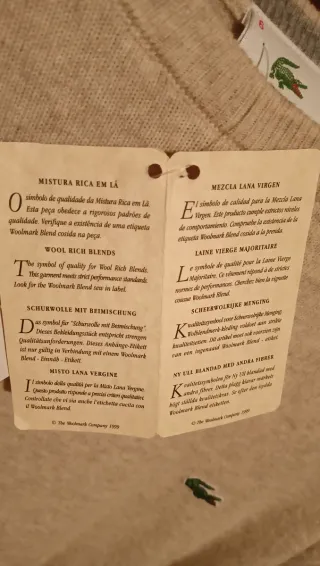 MISTURA RICA EM LÃ
O símbolo de qualidade da Mistura Rica em Lã.
Esta peça obedece a rigorosos padrões de
qualidade. Verifique a existência de uma etiqueta
Woolmark Blend cosida na peça.
WOOL RICH BLENDS
The symbol of quality for Wool Rich Blends.
This garment meets strict performance standards.
Look for the Woolmark Blend sew in label.
SCHURWOLLE MIT BEIMISCHUNG
Das symbol für "Schurwolle mit Beimischung".
Dieses Bekleidungsstück entspricht strengen
Qualitätsanforderungen. Dieses Anhänge-Etikett
ist nur gültig in Verbindung mit einem Woolmark
Blend - Einnäh - Etikett.
MISTO LANA VERGINE
Il simbolo della qualità per la Misto Lana Vergine.
Questo prodotto risponde a precisi criteri qualitativi.
Controllate che vi sia anche l'etichetta cucita con
il Woolmark Blend.
© The Woolmark Company 1999
MEZCLA LANA VIRGEN
El símbolo de calidad para la Mezcla Lana
Virgen. Este producto cumple estrictos niveles
de comportamiento. Compruebe la existencia de la
etiqueta Woolmark Blend cosida a la prenda.
LAINE VIERGE MAJORITAIRE
Le symbole de qualité pour la Laine Vierge
Majoritaire. Ce vêtement répond à de strictes
normes de performances. Cherchez bien la vignette
cousue Woolmark Blend.
SCHEERWOLRIJKE MENGING
Kwaliteitssymbool voor Scheerwolrijke Menging.
Wolblendmerk-kleding voldoet aan strikte
kwaliteitseisen. Dit artikel moet ook voorzien zijn
van een ingenaaid Woolmark Blend - etiket.
NY ULL BLANDAD MED ANDRA FIBRER
Kvalitetssymbolen för Ny Ull blandad med
andra fibrer. Detta plagg klarar mycket
högt ställda kvalitetskrav. Se efter den sydda
Woolmark Blend etiketten.
© The Woolmark Company 1999